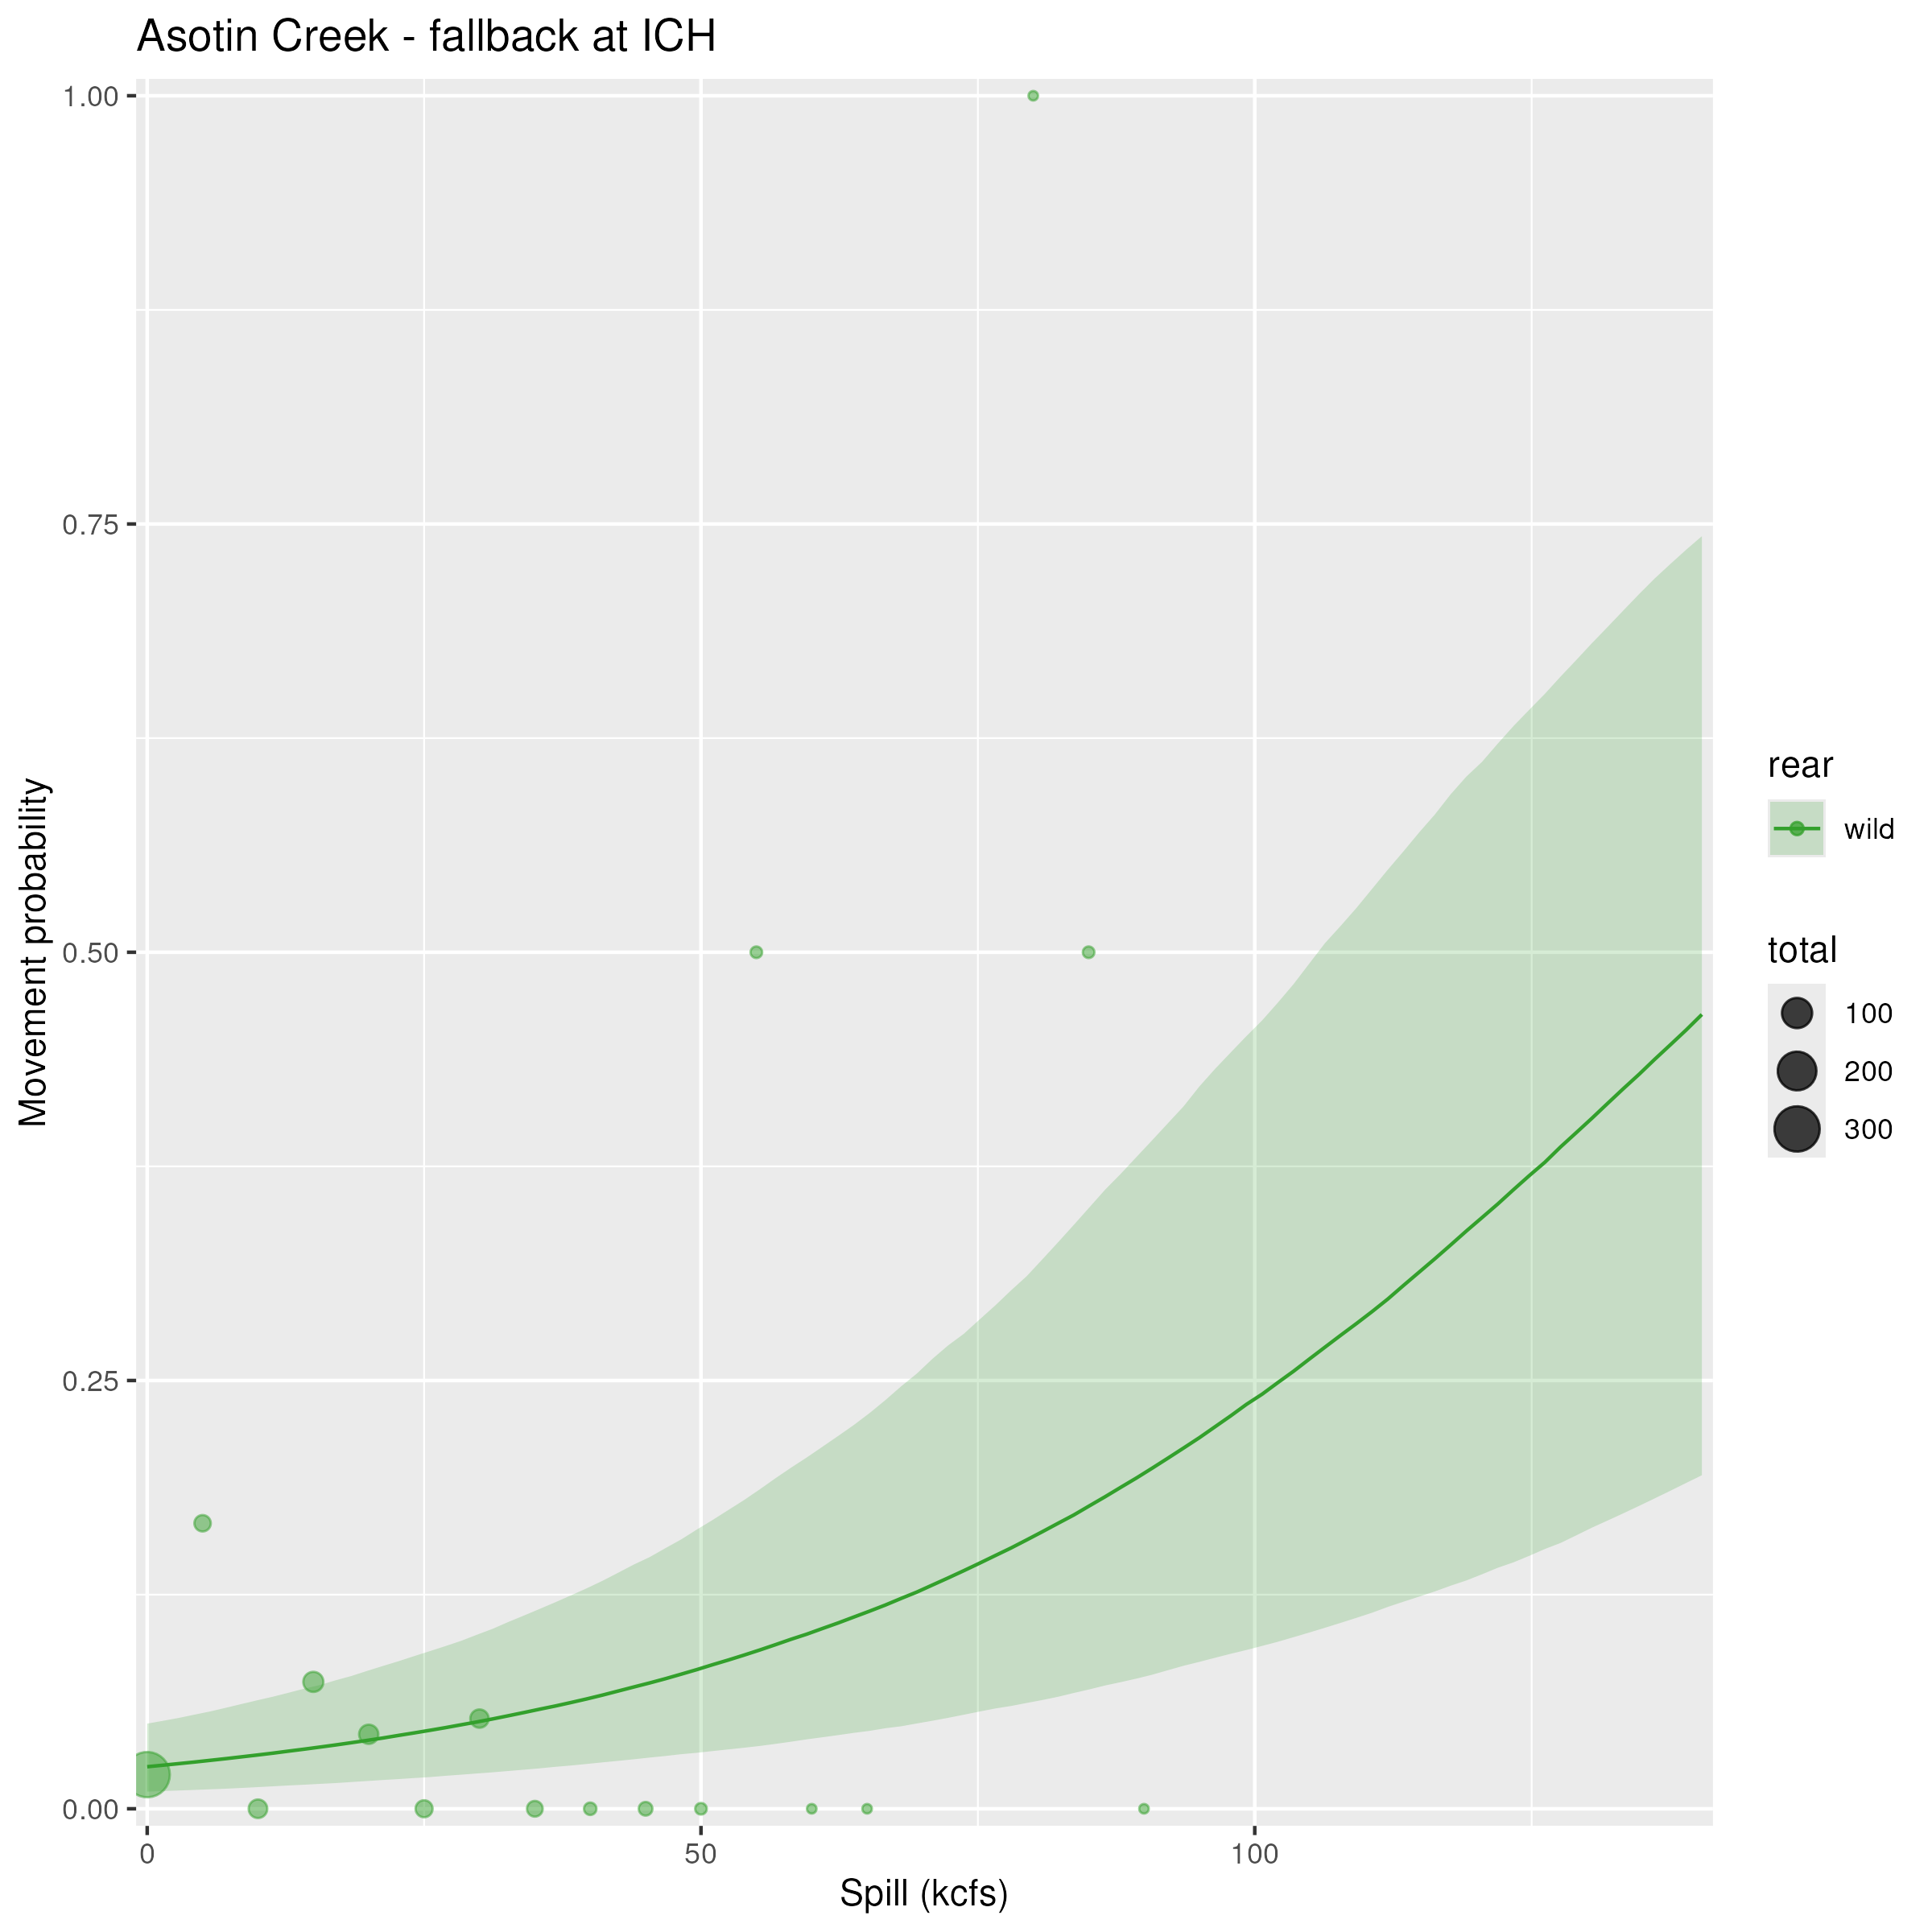 Asotin Creek - fallback at ICH
Movement probability
1.00
0.75
0.50
0.25
0.00
0
50
100
Spill (kcfs)
rear
wild
total
100
200
300